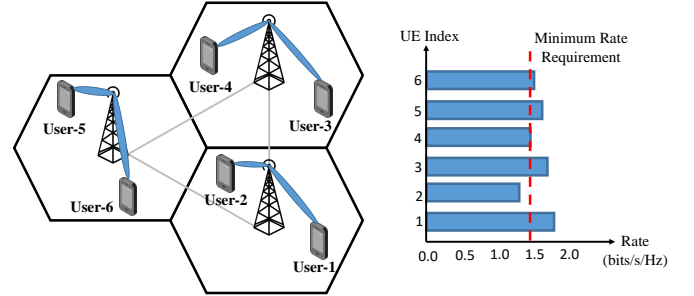 User-4
User-3
User-5
User-6
User-2
User-1
UE Index
Minimum Rate
Requirement
6
5
4
3
2
1
0.0 0.5 1.0 1.5 2.0
Rate
(bits/s/Hz)